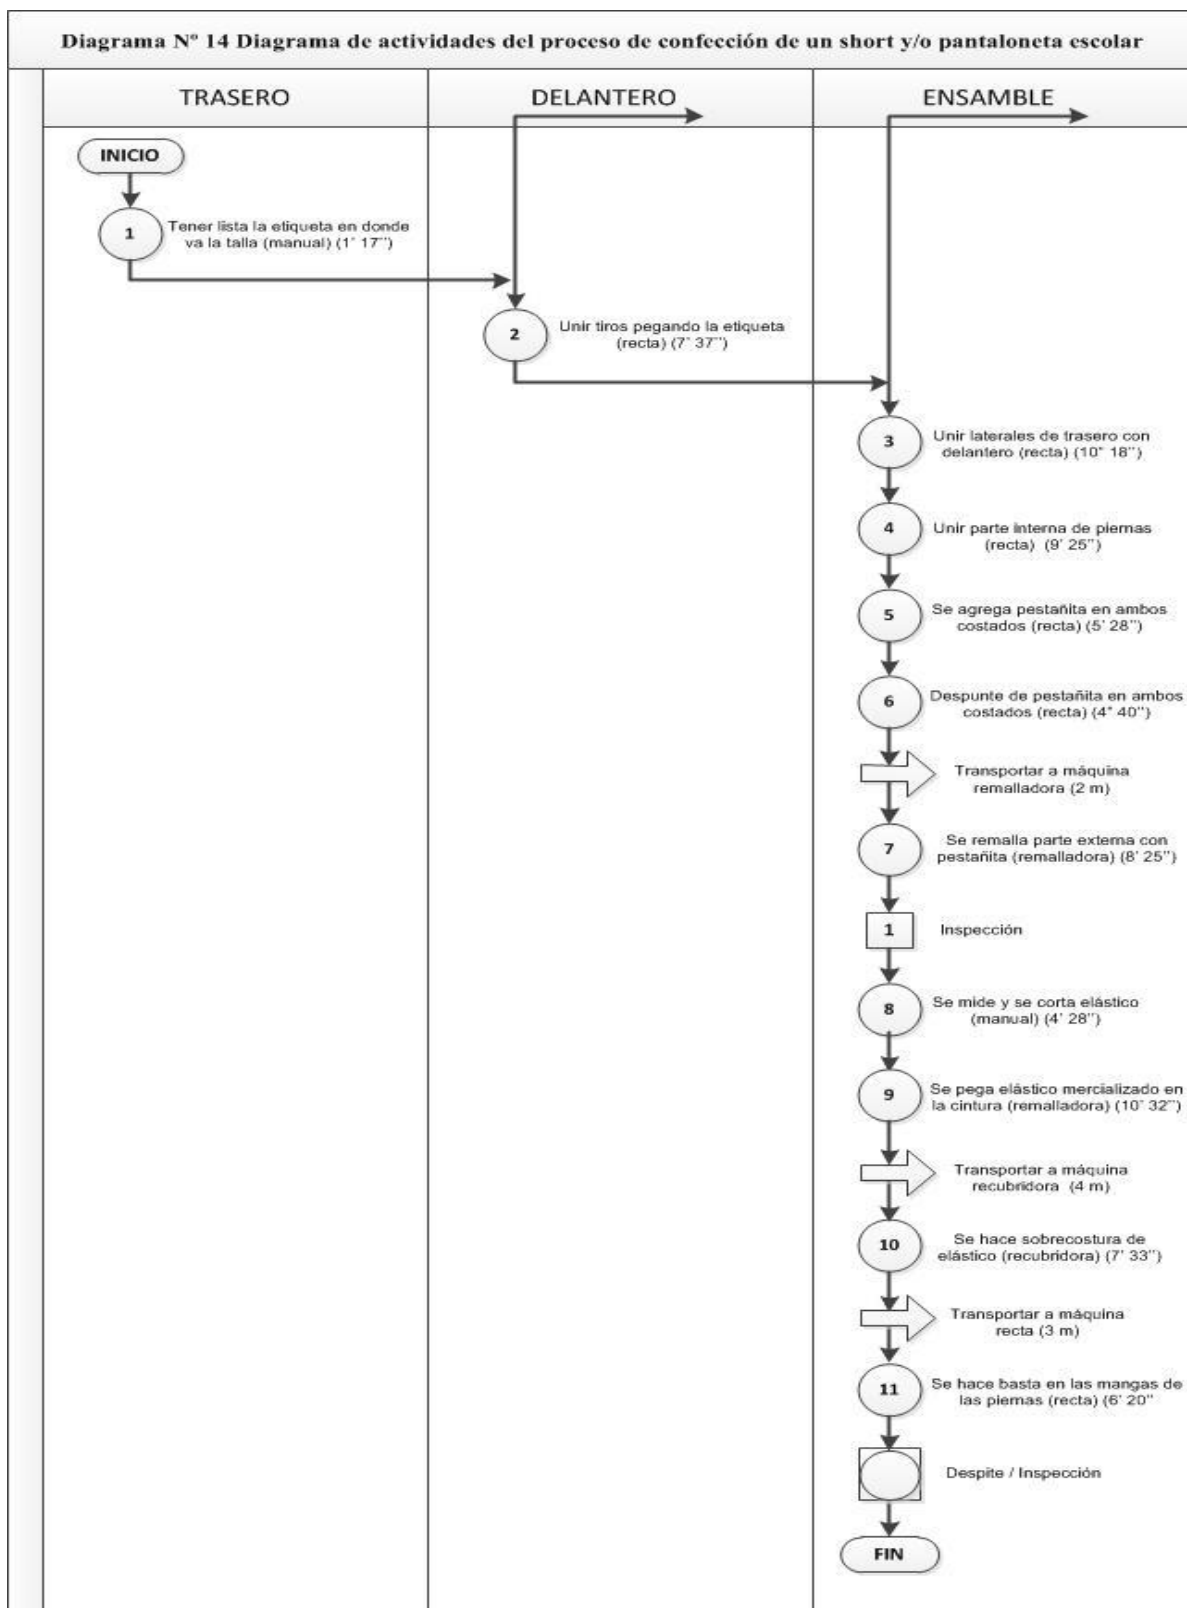 Diagrama Nº 14 Diagrama de actividades del proceso de confección de un short y/o pantaloneta escolar
TRASERO
DELANTERO
ENSAMBLE
INICIO
1
Tener lista la etiqueta en donde
va la talla (manual) (1' 17'')
2
Unir tiros pegando la etiqueta
(recta) (7' 37'')
3
Unir laterales de trasero con
delantero (recta) (10'' 18'')
4
Unir parte interna de piernas
(recta) (9' 25'')
5
Se agrega pestañita en ambos
costados (recta) (5' 28'')
6
Despunte de pestañita en ambos
costados (recta) (4'' 40'')
Transportar a máquina
remalladora (2 m)
7
Se remalla parte externa con
pestañita (remalladora) (8' 25'')
1
Inspección
8
Se mide y se corta elástico
(manual) (4' 28'')
9
Se pega elástico mercializado en
la cintura (remalladora) (10' 32'')
Transportar a máquina
recubridora (4 m)
10
Se hace sobrecostura de
elástico (recubridora) (7' 33'')
Transportar a máquina
recta (3 m)
11
Se hace basta en las mangas de
las piernas (recta) (6' 20''
Despite / Inspección
FIN